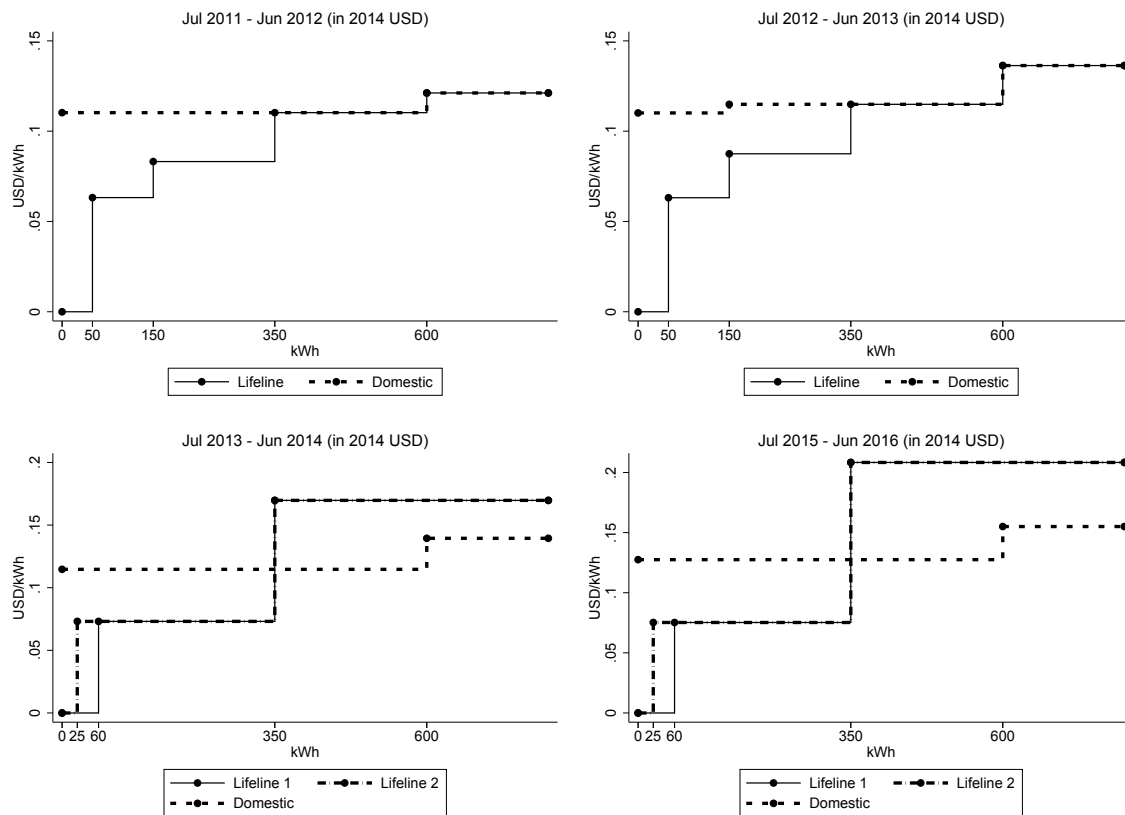 Jul 2011 - Jun 2012 (in 2014 USD)
USD/kWh
0 .05 .1 .15
0 50 150 350 600
kWh
Lifeline Domestic
Jul 2012 - Jun 2013 (in 2014 USD)
USD/kWh
0 .05 .1 .15
0 50 150 350 600
kWh
Lifeline Domestic
Jul 2013 - Jun 2014 (in 2014 USD)
USD/kWh
0 .05 .1 .15 .2
0 25 60 350 600
kWh
Lifeline 1 Lifeline 2
Domestic
Jul 2015 - Jun 2016 (in 2014 USD)
USD/kWh
0 .05 .1 .15 .2
0 25 60 350 600
kWh
Lifeline 1 Lifeline 2
Domestic